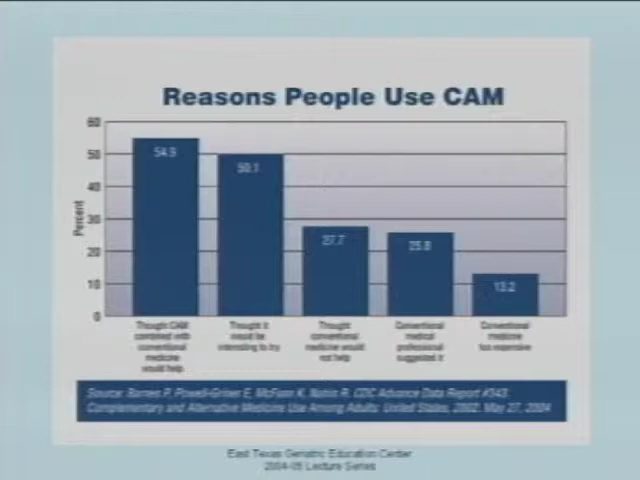 Reasons People Use CAM
60
50
40
30
20
10
0
Percent
54.9
50.1
27.7
25.8
13.2
Thought CAM
combined with
conventional
medicine
would help
Thought it
would be
interesting to try
Thought
conventional
medicine would
not help
Conventional
medical
professional
suggested it
Conventional
medicine
too expensive
Source: Barnes P, Powell-Griner E, McFann K, Nahin R. CDC Advance Data Report #343.
Complementary and Alternative Medicine Use Among Adults: United States, 2002. May 27, 2004
East Texas Geriatric Education Center
2004-05 Lecture Series